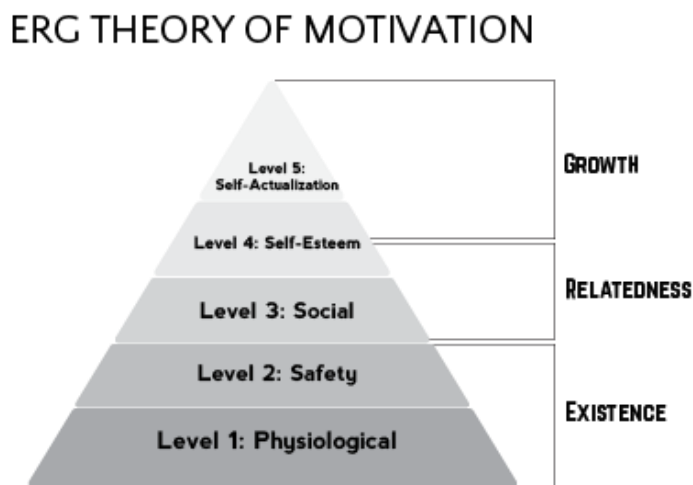 ERG THEORY OF MOTIVATION
Level 5:
Self-Actualization
GROWTH
Level 4: Self-Esteem
RELATEDNESS
Level 3: Social
Level 2: Safety
EXISTENCE
Level 1: Physiological